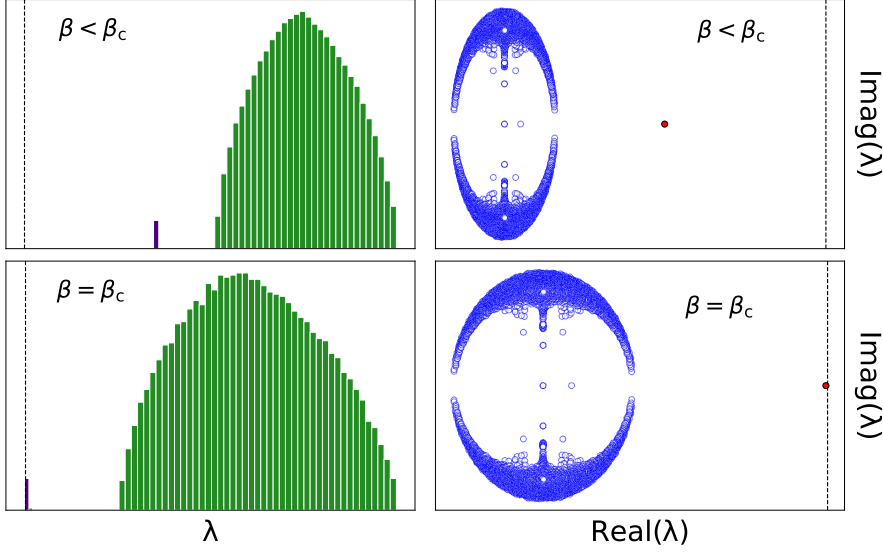 β < βc
β < βc
Imag(λ)
β = βc
β = βc
Imag(λ)
λ
Real(λ)